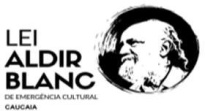 LEI
ALDIR
BLANC
DE EMERGÊNCIA CULTURAL
CAUCAIA